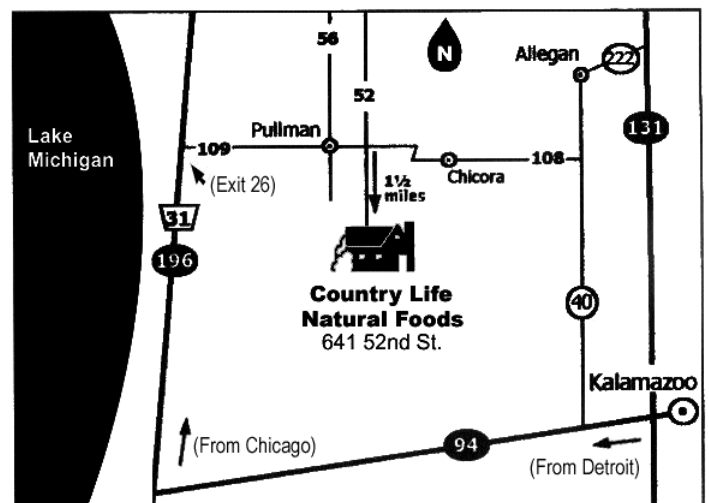 56
N
Allegan
222
52
Lake
Michigan
Pullman
131
109
108
Chicora
(Exit 26)
1½
miles
31
196
Country Life
Natural Foods
641 52nd St.
40
Kalamazoo
(From Chicago)
94
(From Detroit)